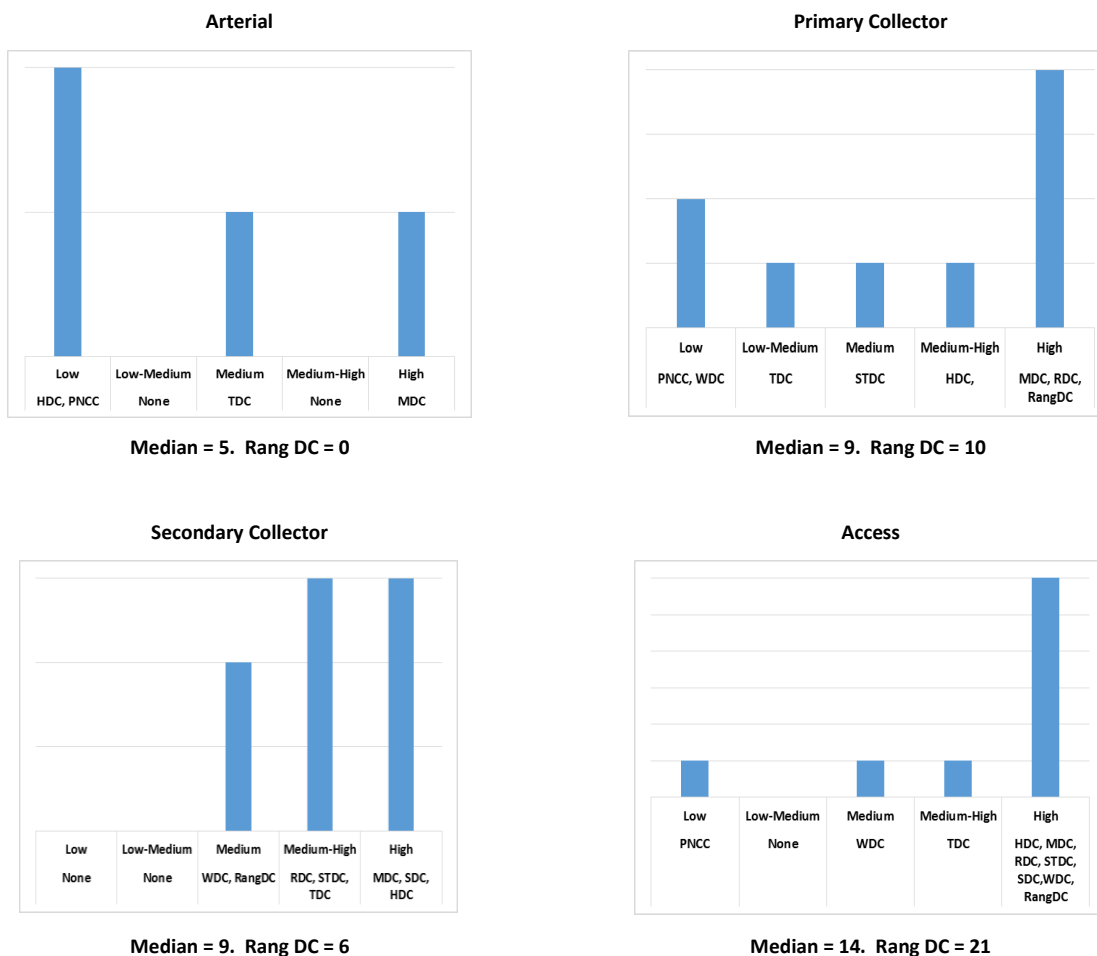 Arterial
Low Low-Medium Medium Medium-High High
HDC, PNCC None TDC None MDC
Median = 5. Rang DC = 0
Primary Collector
Low Low-Medium Medium Medium-High High
PNCC, WDC TDC STDC HDC, MDC, RDC,
RangDC
Median = 9. Rang DC = 10
Secondary Collector
Low Low-Medium Medium Medium-High High
None None WDC, RangDC RDC, STDC, MDC, SDC,
TDC HDC
Median = 9. Rang DC = 6
Access
Low Low-Medium Medium Medium-High High
PNCC None WDC TDC HDC, MDC,
RDC, STDC,
SDC,WDC,
RangDC
Median = 14. Rang DC = 21